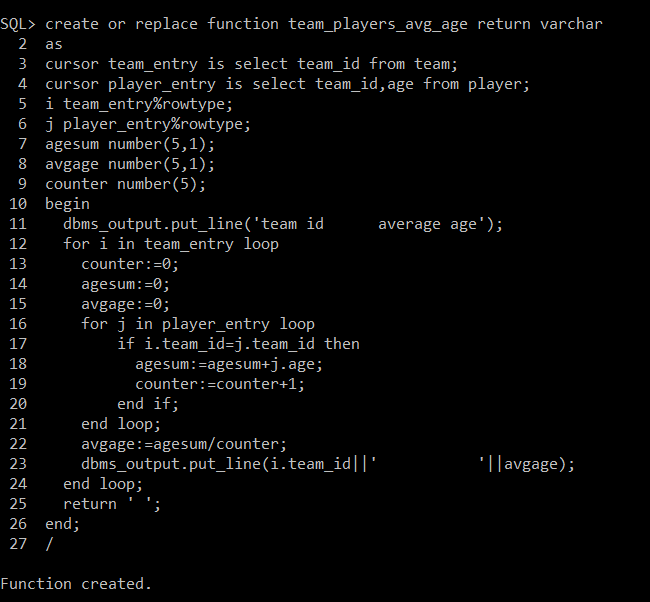 SQL> create or replace function team_players_avg_age return varchar
  2  as
  3  cursor team_entry is select team_id from team;
  4  cursor player_entry is select team_id,age from player;
  5  i team_entry%rowtype;
  6  j player_entry%rowtype;
  7  agesum number(5,1);
  8  avgage number(5,1);
  9  counter number(5);
 10  begin
 11    dbms_output.put_line('team id      average age');
 12    for i in team_entry loop
 13      counter:=0;
 14      agesum:=0;
 15      avgage:=0;
 16      for j in player_entry loop
 17          if i.team_id=j.team_id then
 18            agesum:=agesum+j.age;
 19            counter:=counter+1;
 20          end if;
 21      end loop;
 22      avgage:=agesum/counter;
 23      dbms_output.put_line(i.team_id||'           '||avgage);
 24    end loop;
 25    return ' ';
 26  end;
 27  /
Function created.